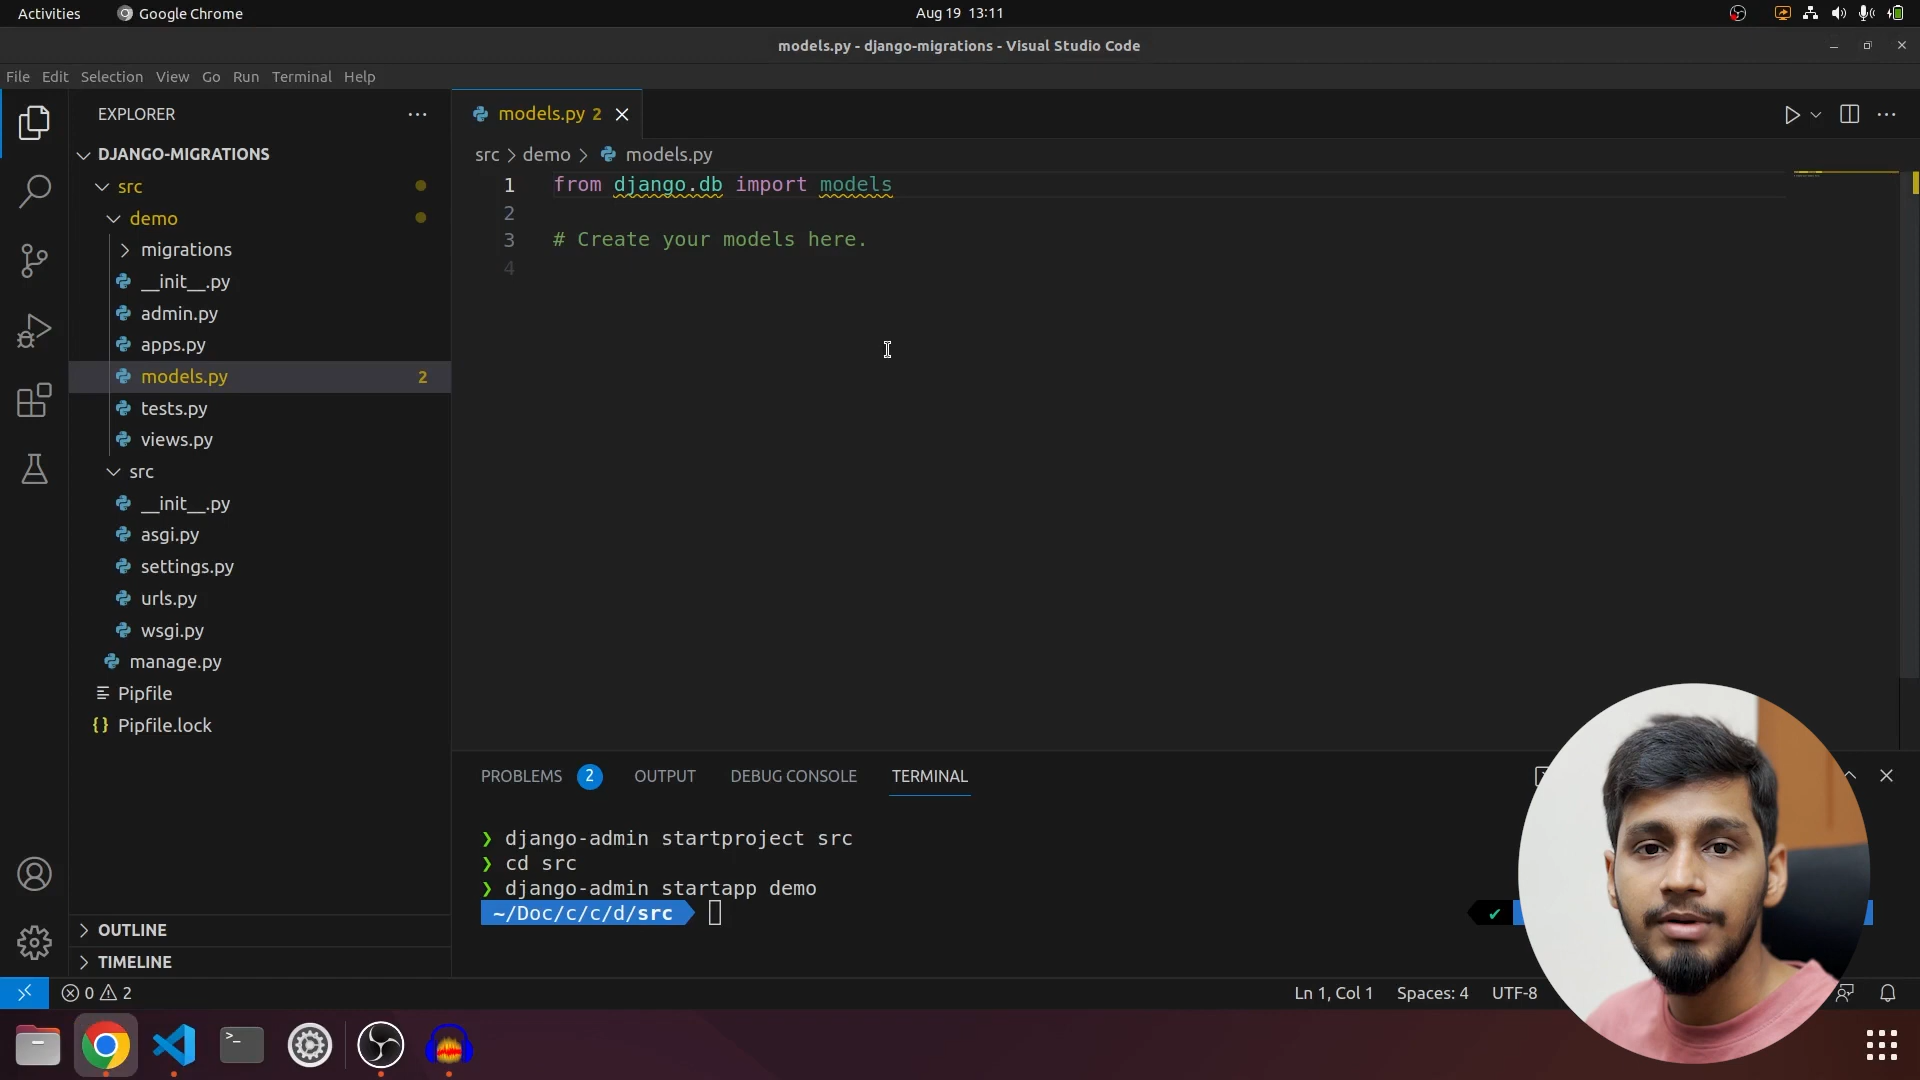 Activities Google Chrome Aug 19 13:11
models.py - django-migrations - Visual Studio Code
File Edit Selection View Go Run Terminal Help
EXPLORER
DJANGO-MIGRATIONS
src
demo
migrations
__init__.py
admin.py
apps.py
models.py 2
tests.py
views.py
src
__init__.py
asgi.py
settings.py
urls.py
wsgi.py
manage.py
Pipfile
Pipfile.lock
OUTLINE
TIMELINE
models.py 2
src > demo > models.py
1 from django.db import models
2
3 # Create your models here.
4
PROBLEMS 2 OUTPUT DEBUG CONSOLE TERMINAL
❯ django-admin startproject src
❯ cd src
❯ django-admin startapp demo
~/Doc/c/c/d/src
0 2 Ln 1, Col 1 Spaces: 4 UTF-8